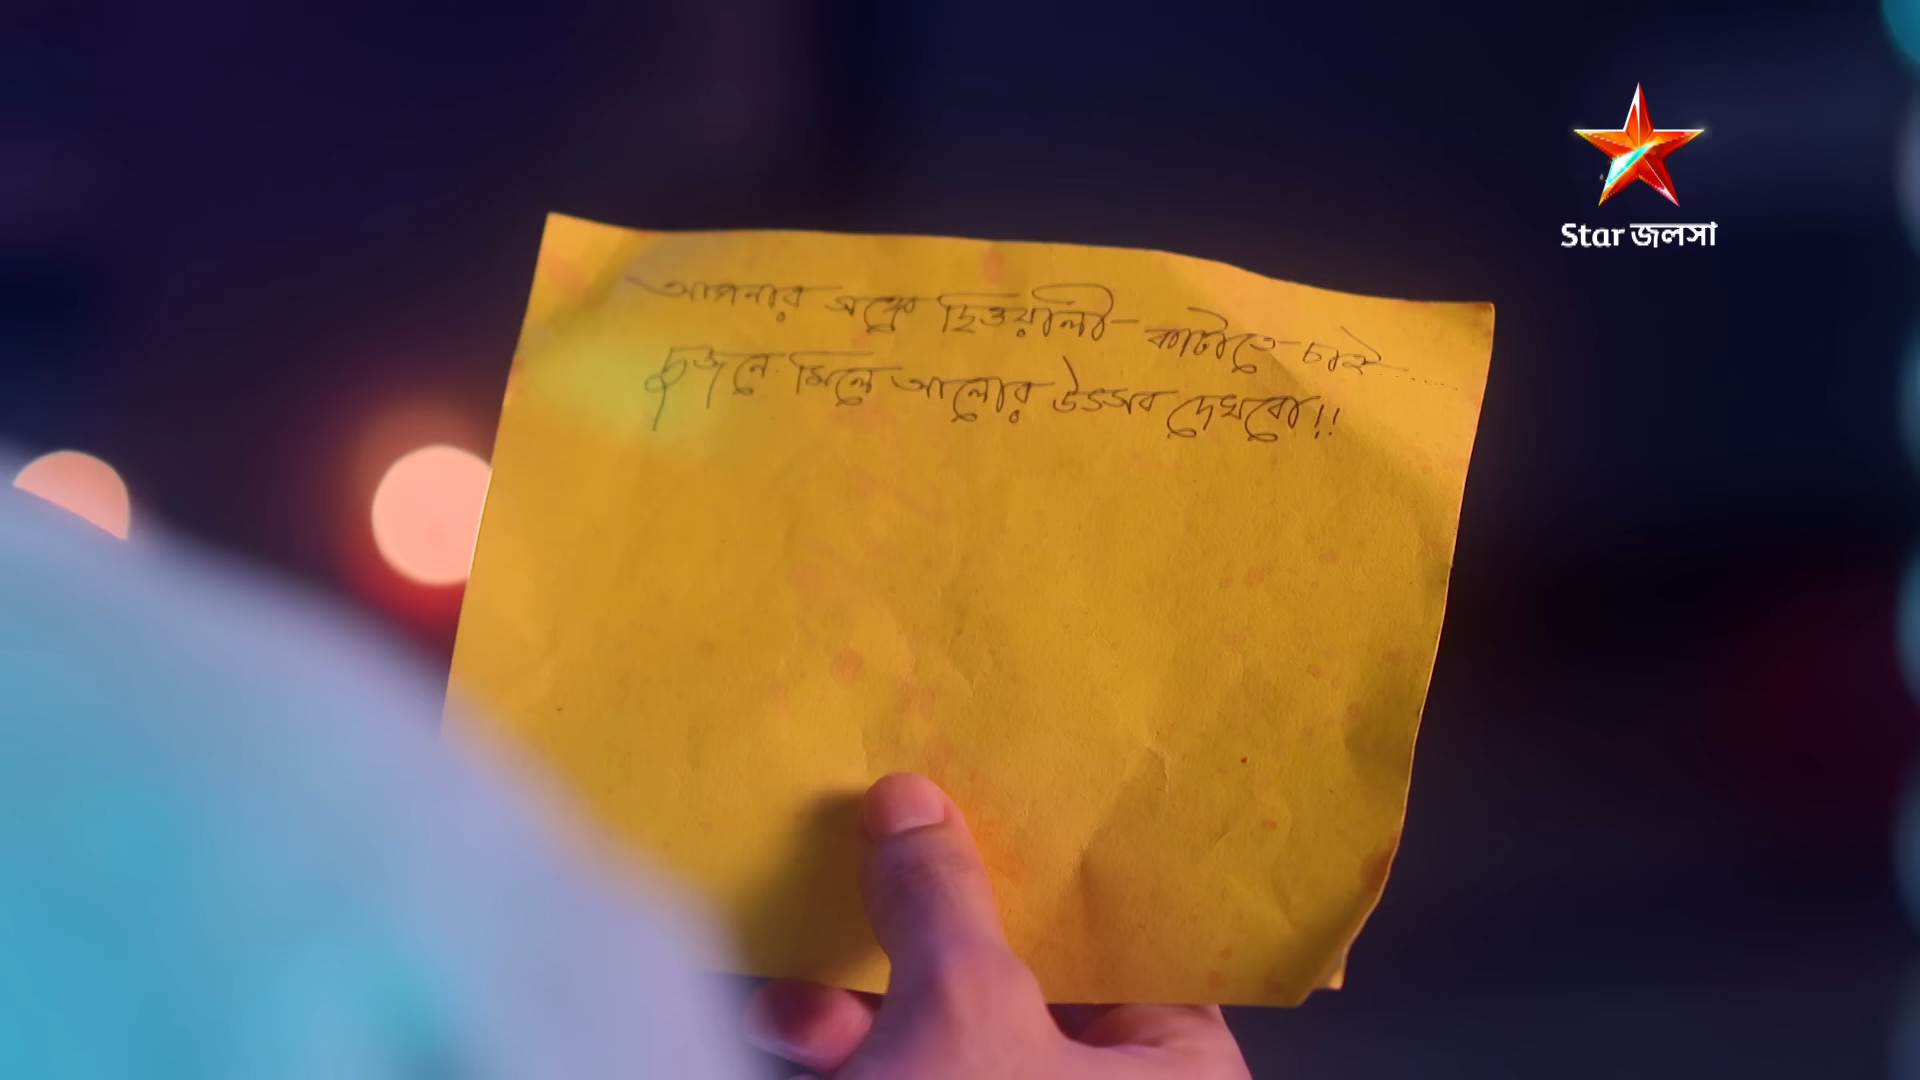 Star জলসা
আপনার সঙ্গে দিওয়ালী কাটাতে চাই......
দুজনে মিলে আলোর উৎসব দেখবো!!